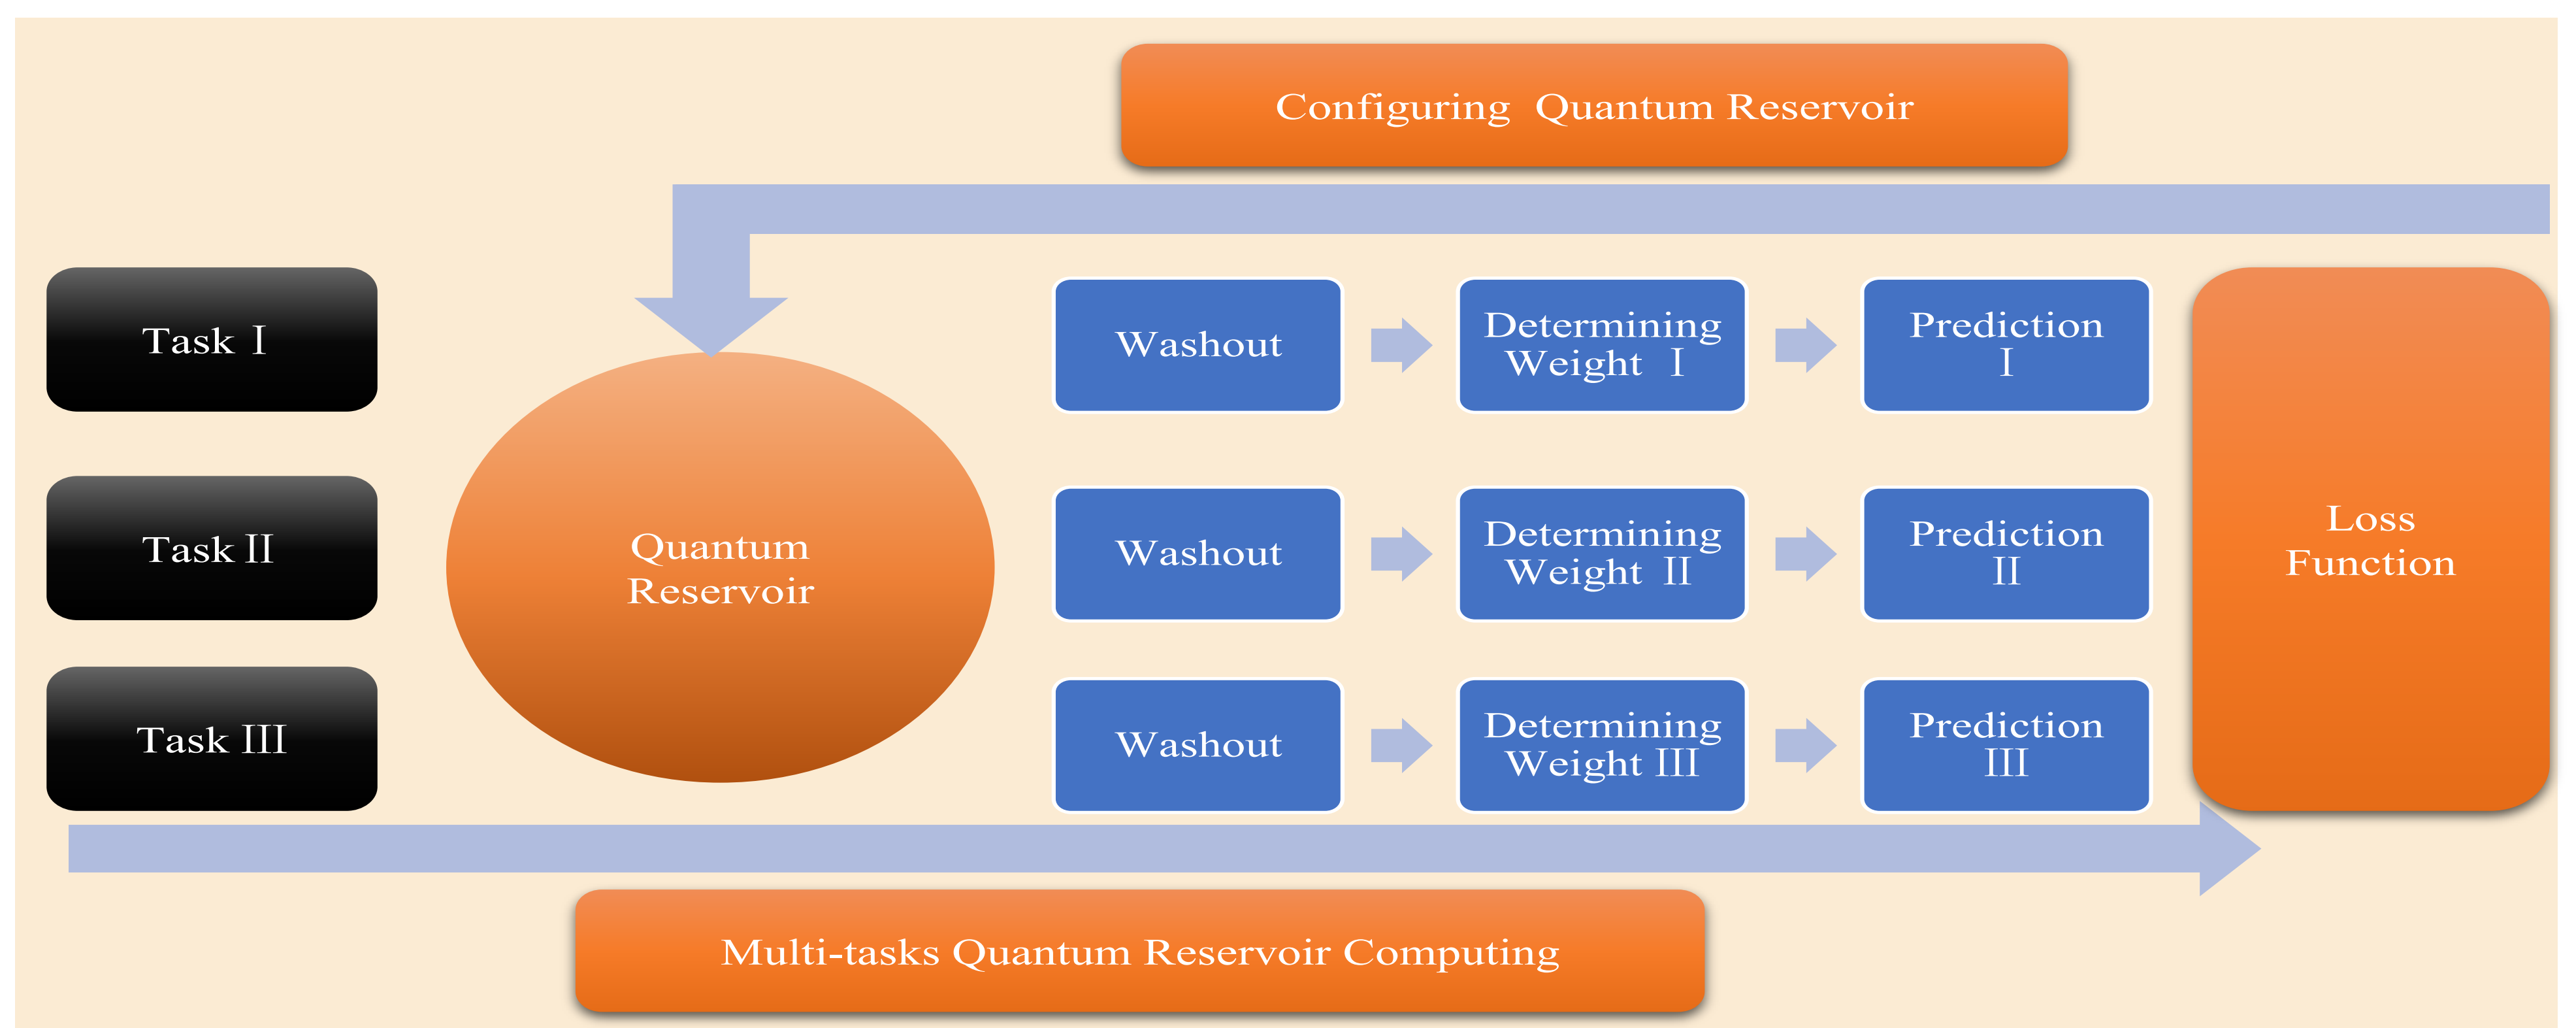 Configuring Quantum Reservoir
Task I
Task II
Task III
Quantum
Reservoir
Washout
Determining
Weight I
Prediction
I
Washout
Determining
Weight II
Prediction
II
Washout
Determining
Weight III
Prediction
III
Loss
Function
Multi-tasks Quantum Reservoir Computing